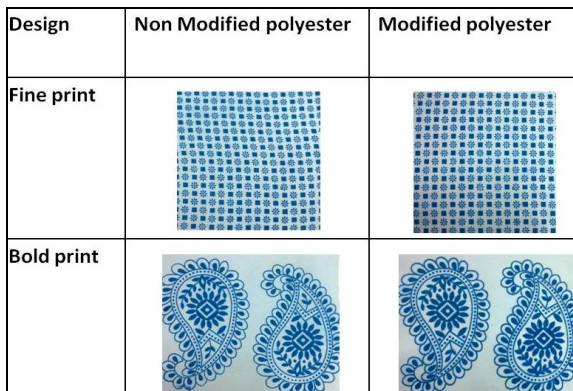 Design Non Modified polyester Modified polyester
Fine print
Bold print